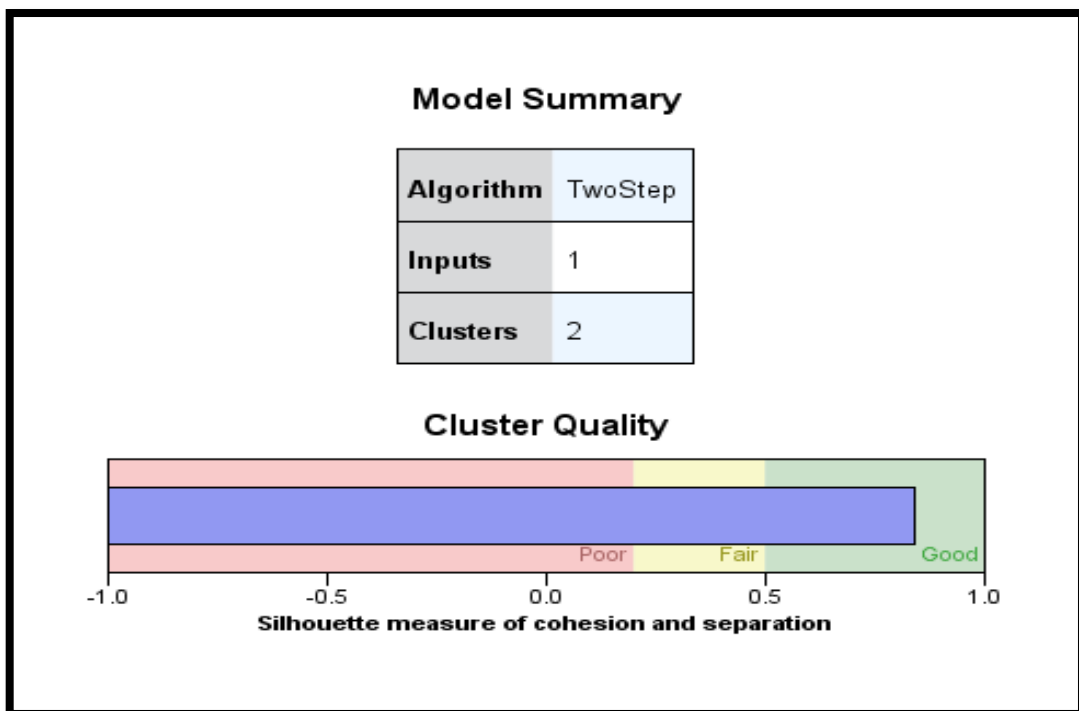 Model Summary
Algorithm TwoStep
Inputs 1
Clusters 2
Cluster Quality
Poor Fair Good
-1.0 -0.5 0.0 0.5 1.0
Silhouette measure of cohesion and separation